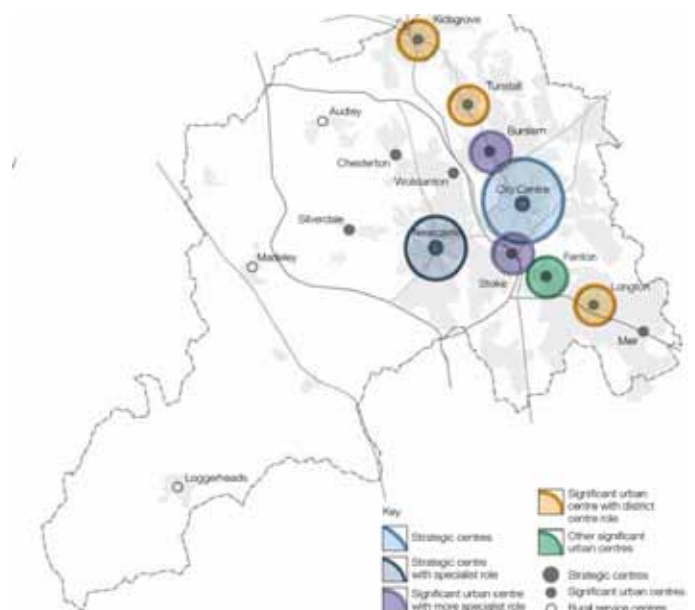 Kidsgrove
Tunstall
Audley
Burslem
Chesterton
Wolstanton
City Centre
Silverdale
Newcastle
Madeley
Stoke
Fenton
Longton
Meir
Loggerheads
Key
Strategic centres
Strategic centre
with specialist role
Significant urban centre
with more specialist role
Significant urban
centre with district
centre role
Other significant
urban centres
Strategic centres
Significant urban centres
Rural service centres